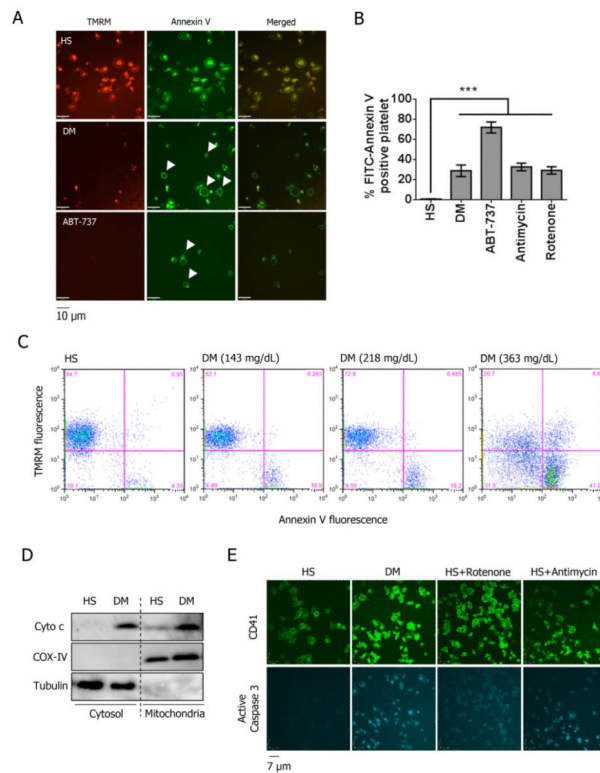 A
TMRM
Annexin V
Merged
HS
DM
ABT-737
10 µm
B
% FITC-Annexin V
positive platelet
***
100
80
60
40
20
0
HS
DM
ABT-737
Antimycin
Rotenone
C
HS
DM (143 mg/dL)
DM (218 mg/dL)
DM (363 mg/dL)
TMRM fluorescence
Annexin V fluorescence
D
HS DM HS DM
Cyto c
COX-IV
Tubulin
Cytosol Mitochondria
E
HS
DM
HS+Rotenone
HS+Antimycin
CD41
Active
Caspase 3
7 µm